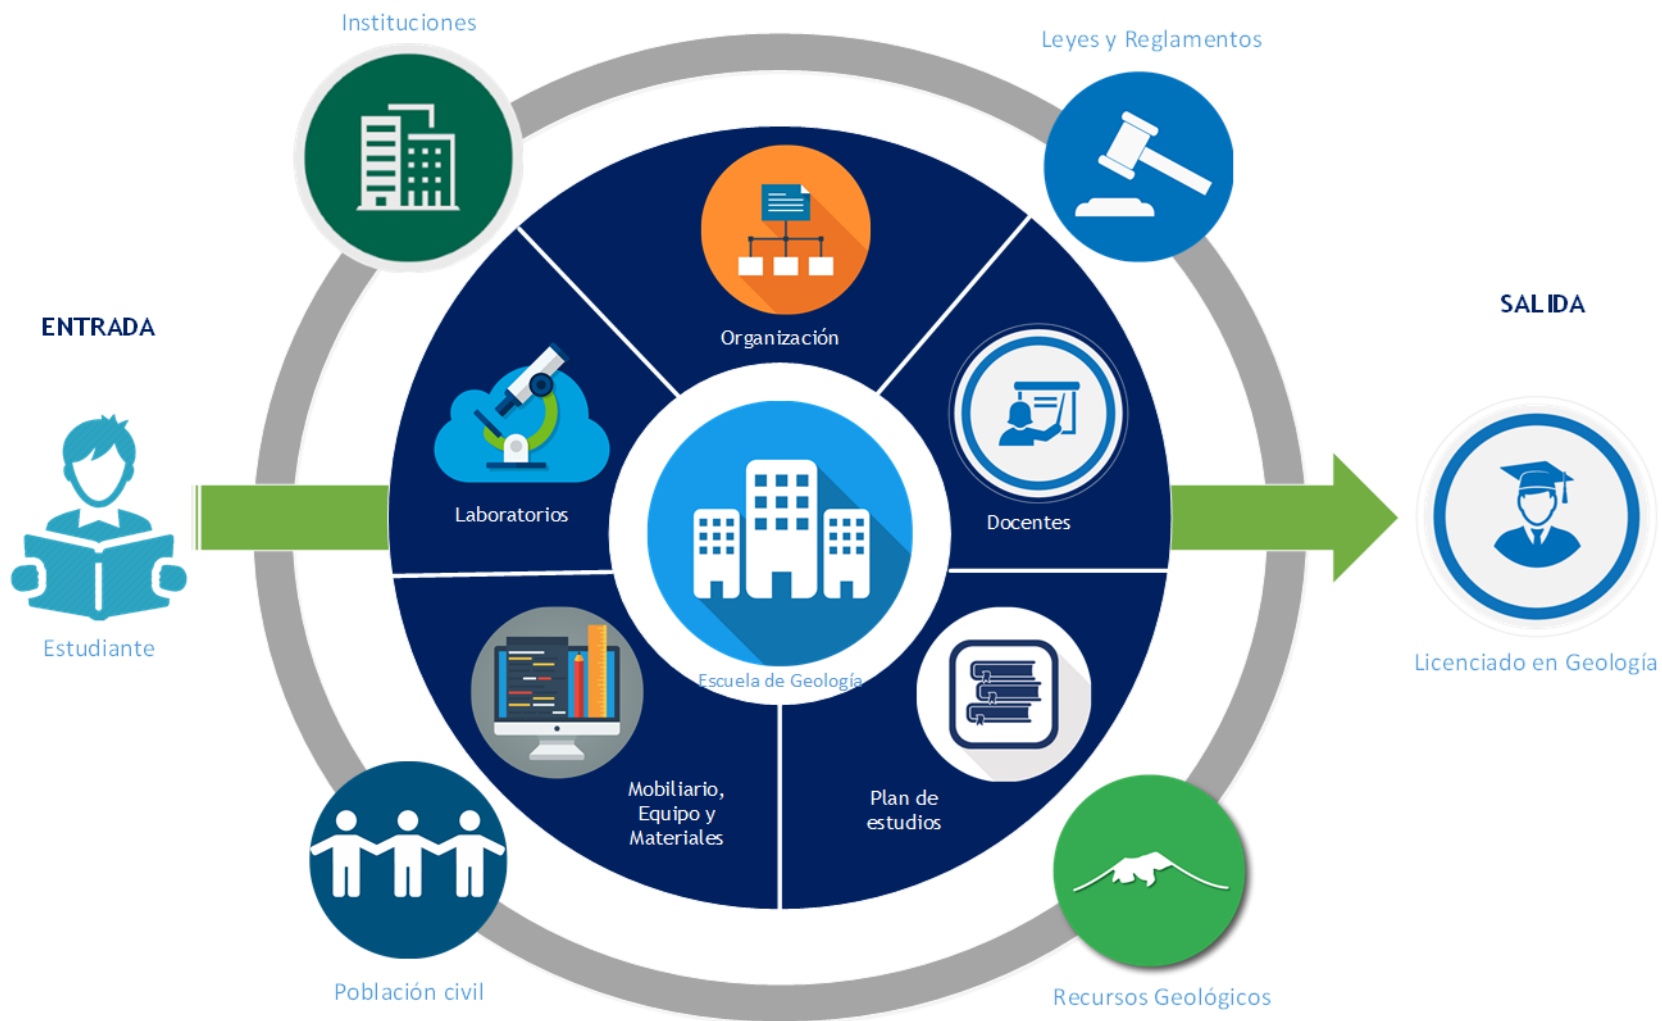 Instituciones
Leyes y Reglamentos
ENTRADA
SALIDA
Organización
Laboratorios
Docentes
Estudiante
Escuela de Geología
Licenciado en Geología
Mobiliario,
Equipo y
Materiales
Plan de
estudios
Población civil
Recursos Geológicos